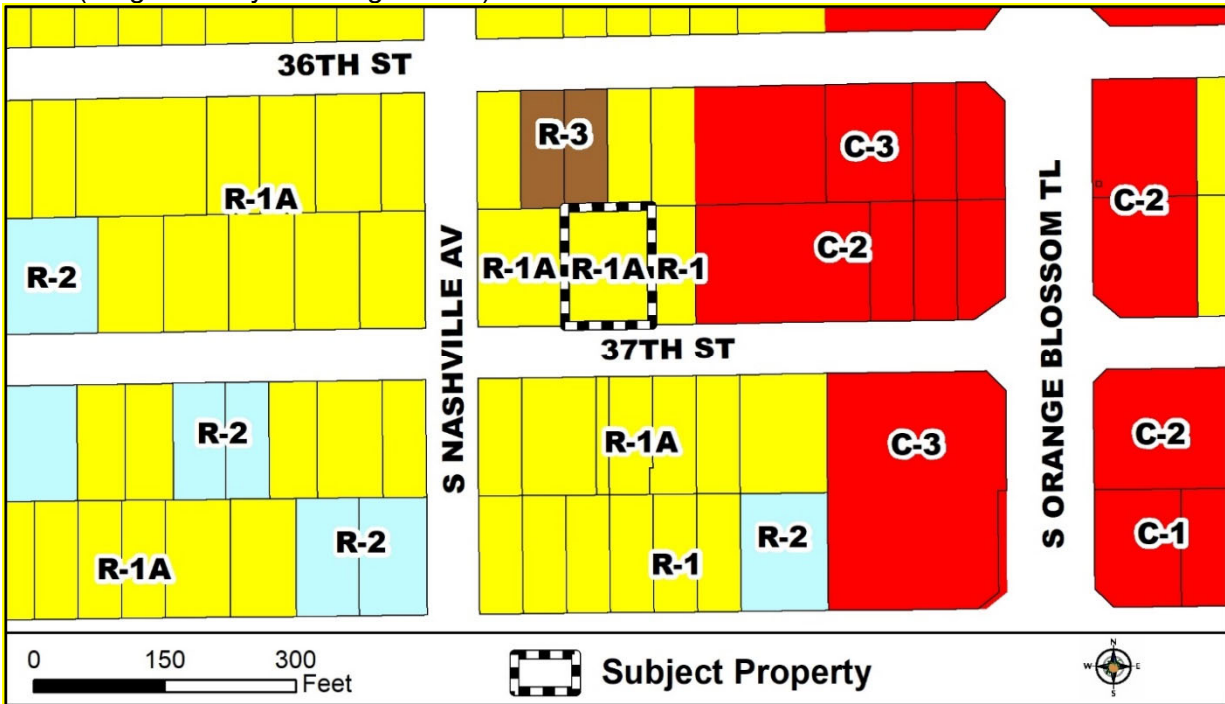 36TH ST
R-3
C-3
R-1A
C-2
R-2
S NASHVILLE AV
R-1A
R-1A
R-1
C-2
S ORANGE BLOSSOM TL
37TH ST
R-2
R-1A
C-3
C-2
R-1A
R-2
R-1
R-2
C-1
0 150 300
Feet
Subject Property
N
W E
S